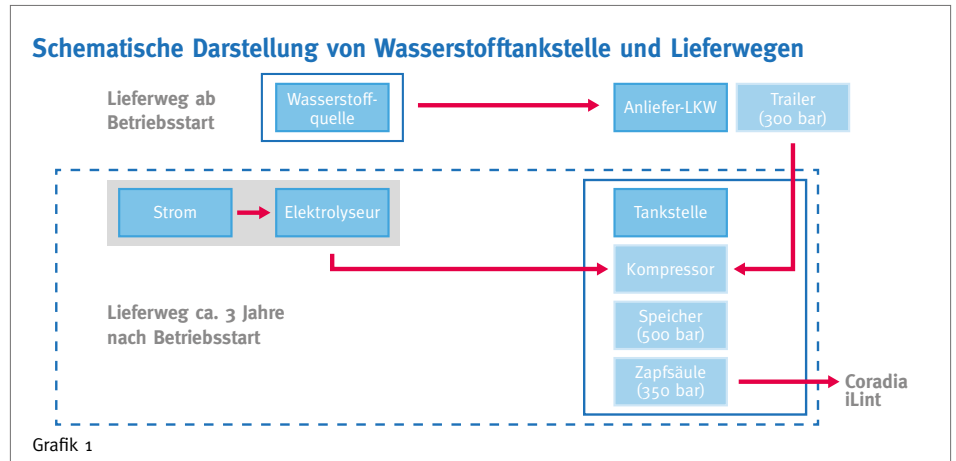 Schematische Darstellung von Wasserstofftankstelle und Lieferwegen
Lieferweg ab
Betriebsstart
Wasserstoff-
quelle
Anliefer-LKW
Trailer
(300 bar)
Strom
Elektrolyseur
Tankstelle
Kompressor
Lieferweg ca. 3 Jahre
nach Betriebsstart
Speicher
(500 bar)
Zapfsäule
(350 bar)
Coradia
iLint
Grafik 1